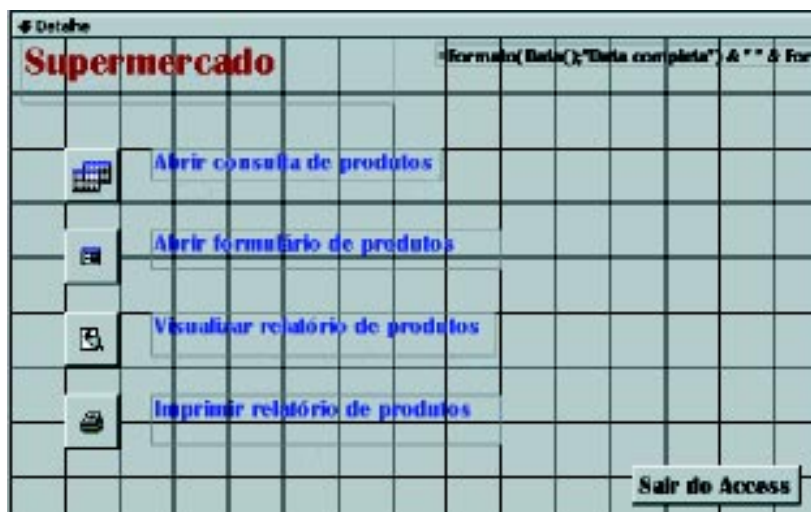 Detalhe
Supermercado
=Formato(Data();"Data completa") & " " & For
Abrir consulta de produtos
Abrir formulário de produtos
Visualizar relatório de produtos
Imprimir relatório de produtos
Sair do Access